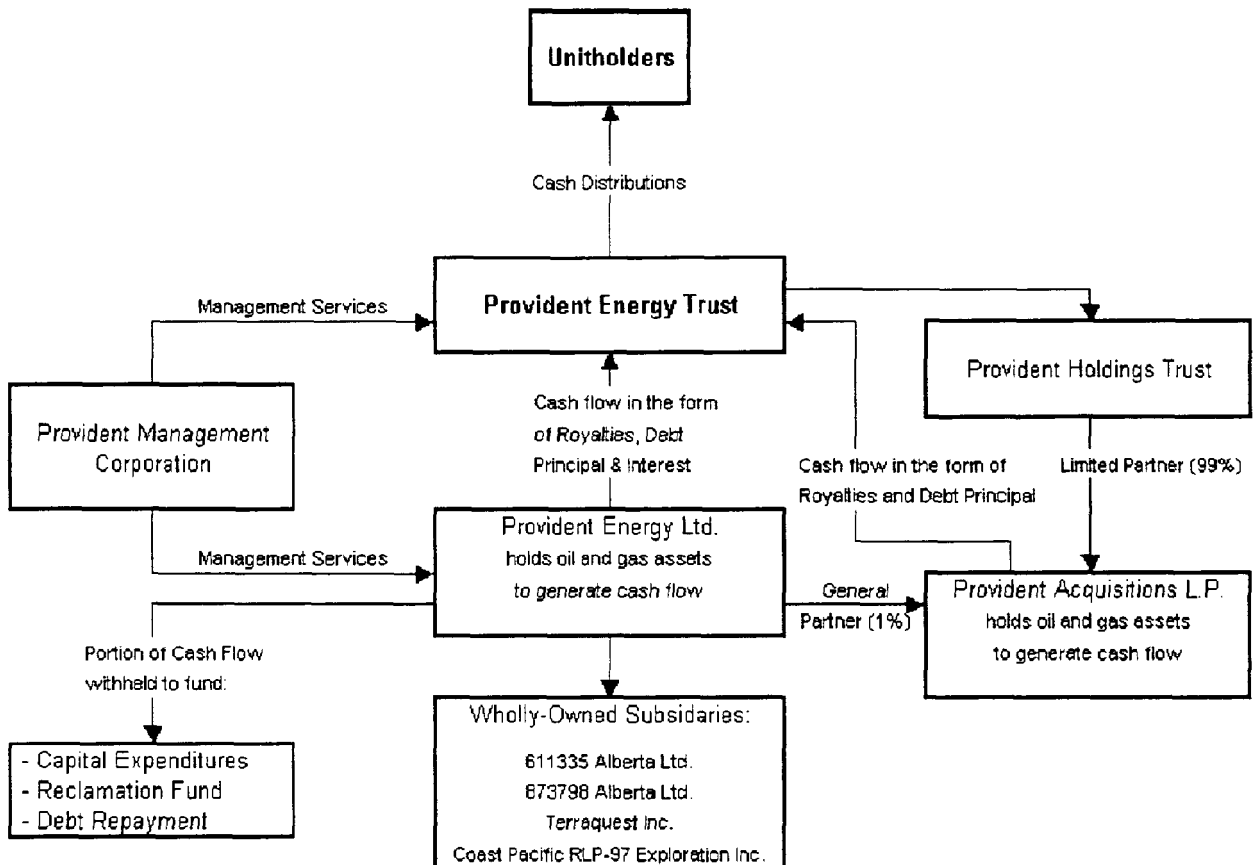 Unitholders
Cash Distributions
Management Services
Provident Energy Trust
Provident Holdings Trust
Provident Management
Corporation
Cash flow in the form
of Royalties, Debt
Principal & Interest
Cash flow in the form of
Royalties and Debt Principal
Limited Partner (99%)
Management Services
Provident Energy Ltd.
holds oil and gas assets
to generate cash flow
General
Partner (1%)
Provident Acquisitions L.P.
holds oil and gas assets
to generate cash flow
Portion of Cash Flow
withheld to fund:
- Capital Expenditures
- Reclamation Fund
- Debt Repayment
Wholly-Owned Subsidaries:
611335 Alberta Ltd.
873798 Alberta Ltd.
Terraquest Inc.
Coast Pacific RLP-97 Exploration Inc.